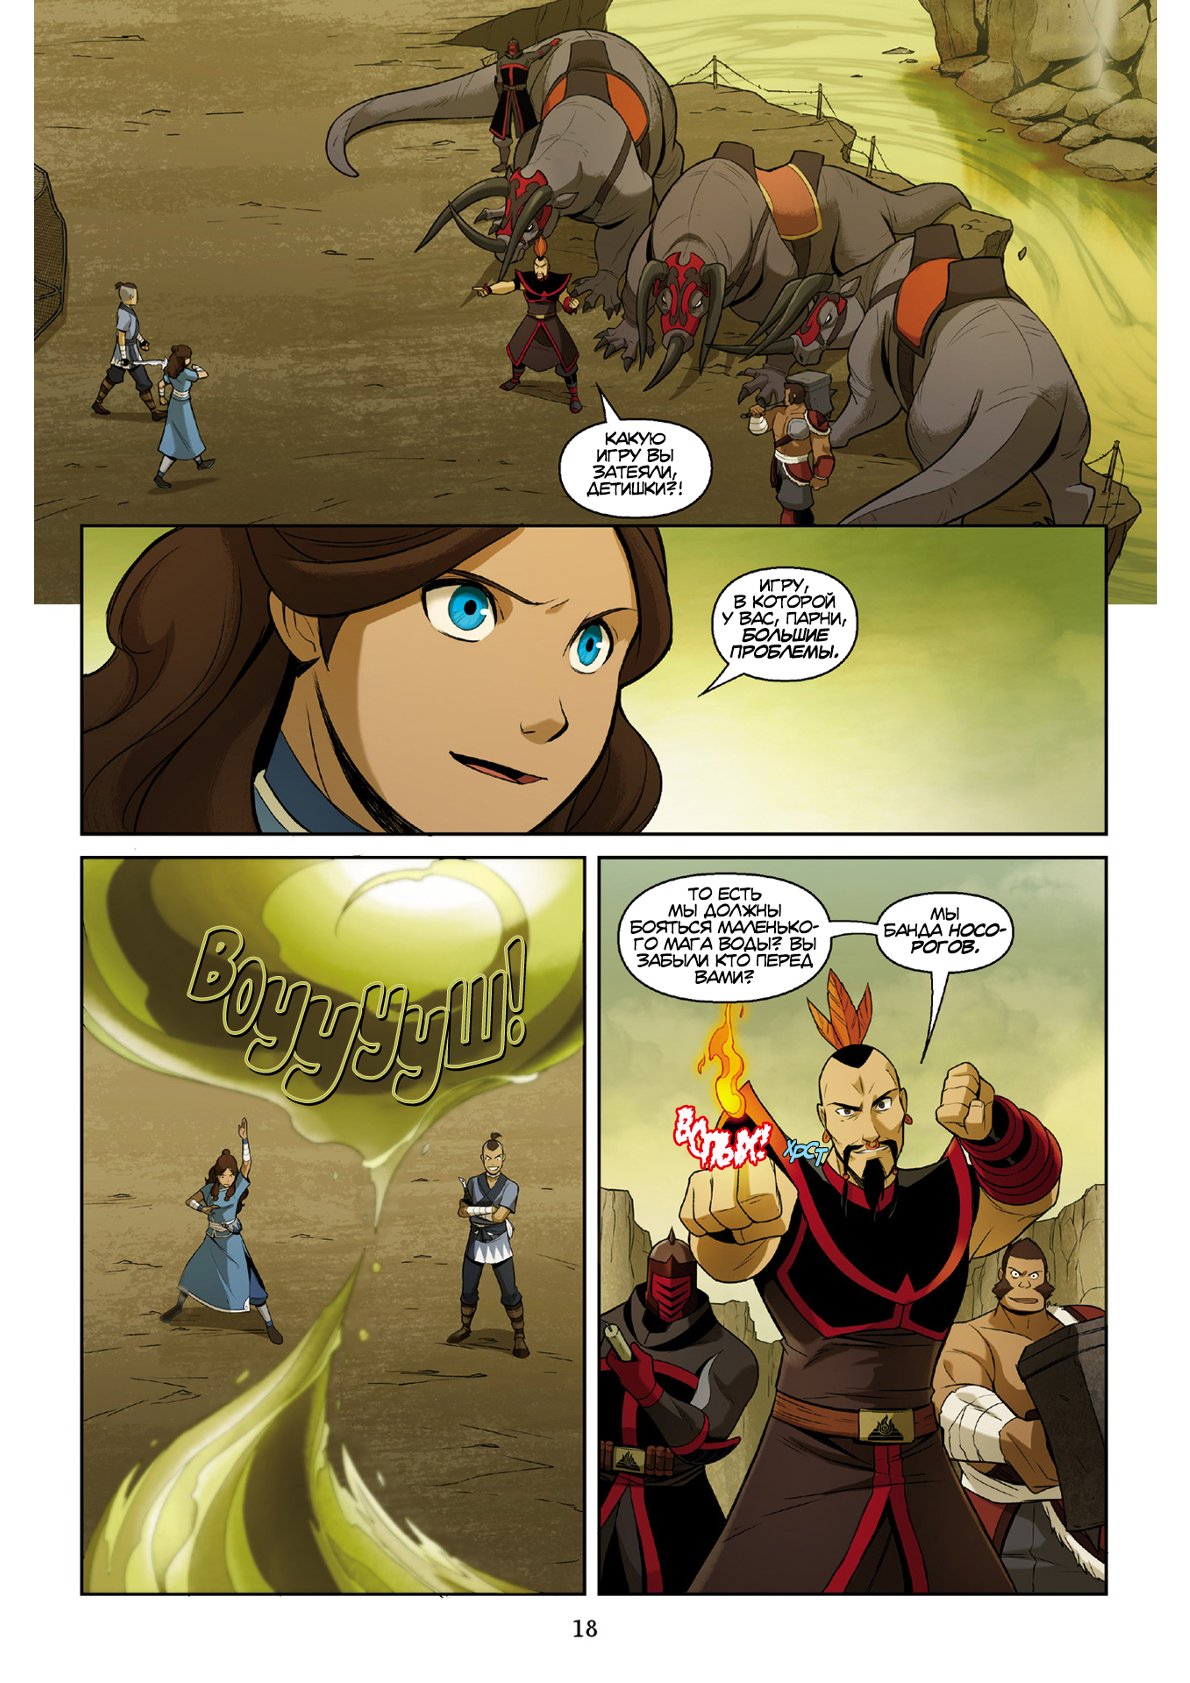 КАКУЮ
ИГРУ ВЫ
ЗАТЕЯЛИ,
ДЕТИШКИ?!
ИГРУ,
В КОТОРОЙ
У ВАС, ПАРНИ,
БОЛЬШИЕ
ПРОБЛЕМЫ.
ВОУУУУШ!
ТО ЕСТЬ
МЫ ДОЛЖНЫ
БОЯТЬСЯ МАЛЕНЬКО-
ГО МАГА ВОДЫ? ВЫ
ЗАБЫЛИ КТО ПЕРЕД
ВАМИ?
МЫ
БАНДА НОСО-
РОГОВ.
ВСПЫХ!
ХРСТ!
18